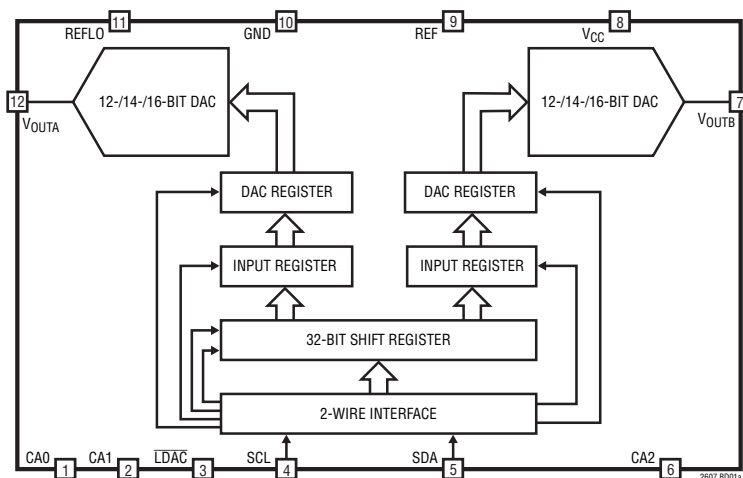 11
10
9
8
REFLO
GND
REF
VCC
12-/14-/16-BIT DAC
12-/14-/16-BIT DAC
12
7
VOUTA
VOUTB
DAC REGISTER
DAC REGISTER
INPUT REGISTER
INPUT REGISTER
32-BIT SHIFT REGISTER
2-WIRE INTERFACE
CA0
CA1
LDAC
SCL
SDA
CA2
1
2
3
4
5
6
2607 BD01a